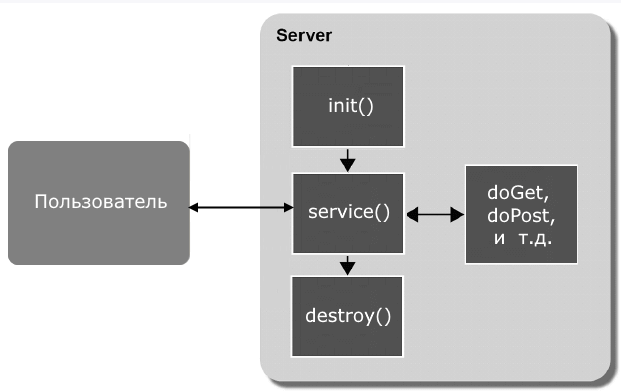 Server
init()
Пользователь
service()
doGet,
doPost,
и т.д.
destroy()